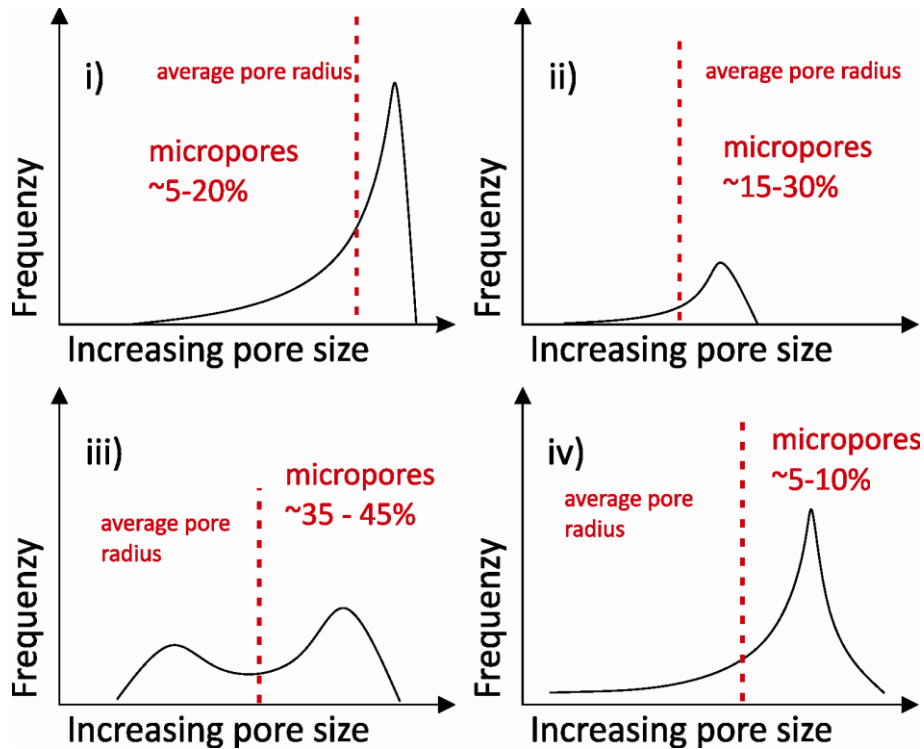 i)
average pore radius
micropores
~5-20%
Frequenzy
Increasing pore size
ii)
average pore radius
micropores
~15-30%
Frequenzy
Increasing pore size
iii)
micropores
~35 - 45%
average pore
radius
Frequenzy
Increasing pore size
iv)
micropores
~5-10%
average pore
radius
Frequenzy
Increasing pore size